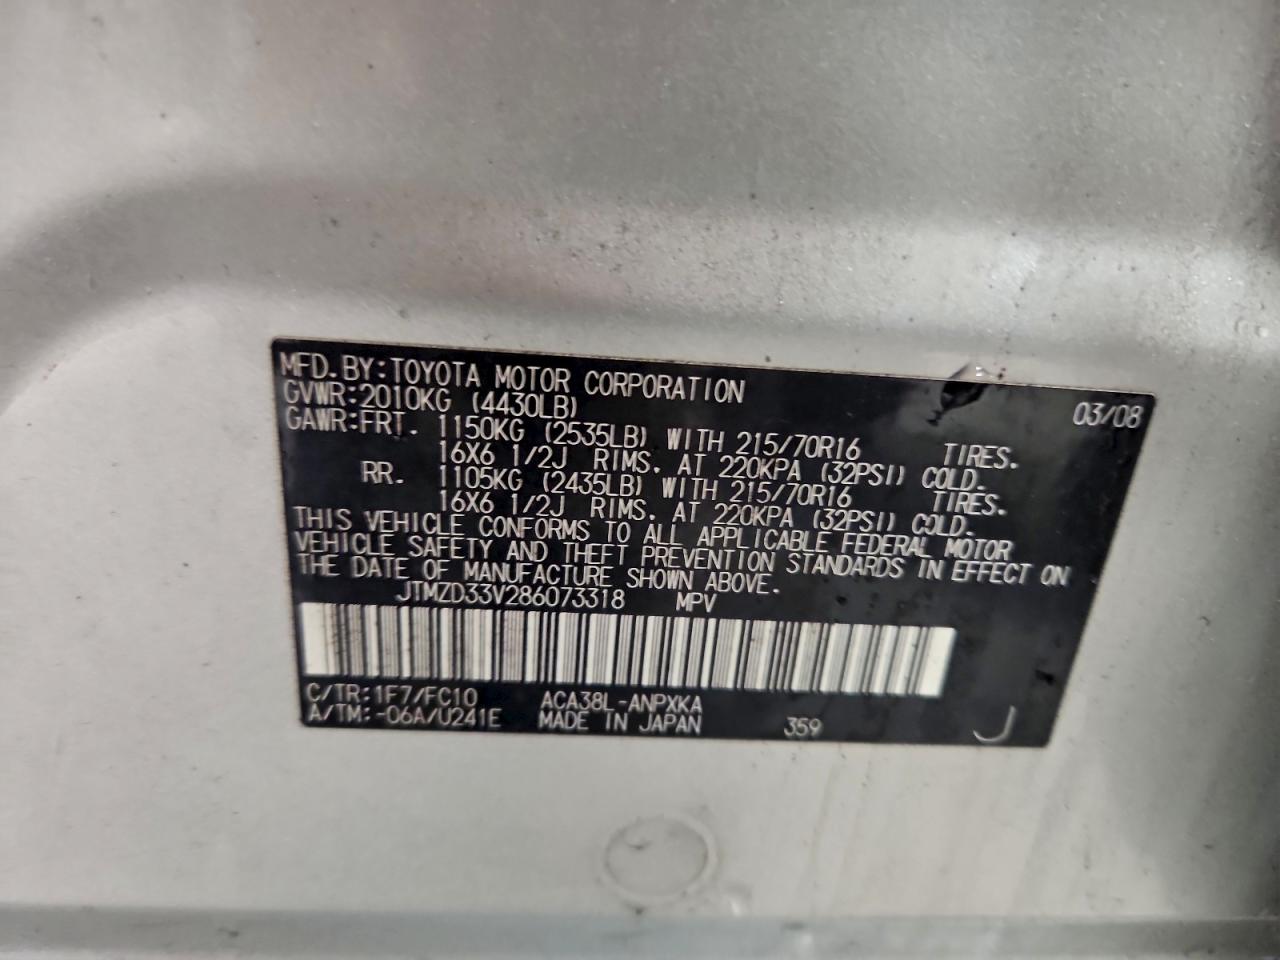 MFD. BY: TOYOTA MOTOR CORPORATION 03/08
GVWR: 2010KG (4430LB)
GAWR: FRT. 1150KG (2535LB) WITH 215/70R16 TIRES.
16X6 1/2J RIMS. AT 220KPA (32PSI) COLD.
RR. 1105KG (2435LB) WITH 215/70R16 TIRES.
16X6 1/2J RIMS. AT 220KPA (32PSI) COLD.
THIS VEHICLE CONFORMS TO ALL APPLICABLE FEDERAL MOTOR
VEHICLE SAFETY AND THEFT PREVENTION STANDARDS IN EFFECT ON
THE DATE OF MANUFACTURE SHOWN ABOVE.
JTMZD33V286073318 MPV
C/TR: 1F7/FC10 ACA38L-ANPXKA
A/TM: -06A/U241E MADE IN JAPAN 359 J